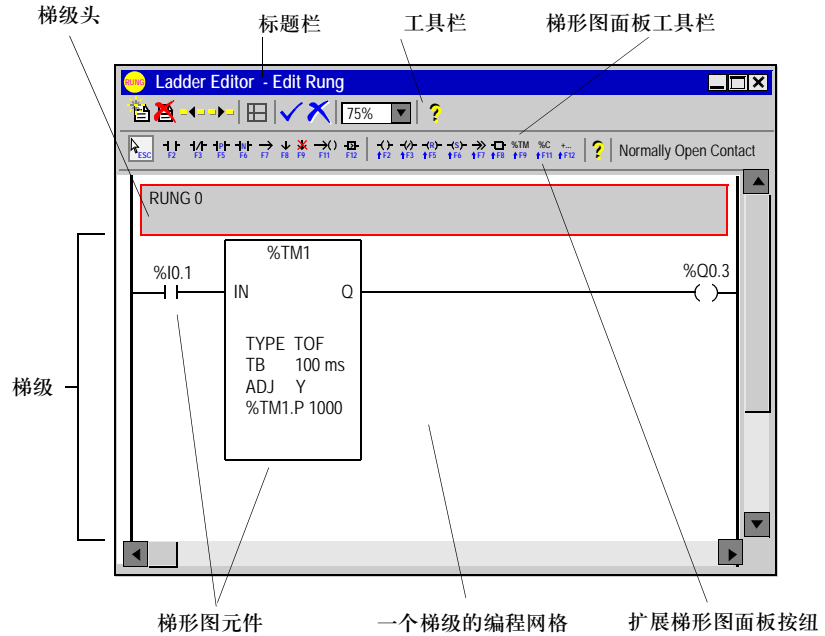 梯级头
标题栏
工具栏
梯形图面板工具栏
RUNG
Ladder Editor - Edit Rung
75%
?
ESC F2 F3 F5 F6 F7 F8 F9 F11 F12 F2 F3 F5 F6 F7 F8 %TM F9 %C F11 F12 ? Normally Open Contact
RUNG 0
%TM1
%I0.1
%Q0.3
IN Q
TYPE TOF
TB 100 ms
ADJ Y
%TM1.P 1000
梯级
梯形图元件
一个梯级的编程网格
扩展梯形图面板按纽